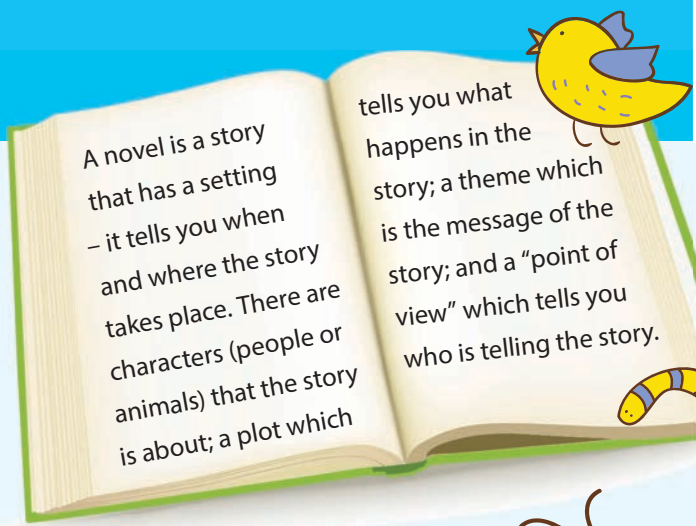 A novel is a story
that has a setting
– it tells you when
and where the story
takes place. There are
characters (people or
animals) that the story
is about; a plot which
tells you what
happens in the
story; a theme which
is the message of the
story; and a “point of
view” which tells you
who is telling the story.